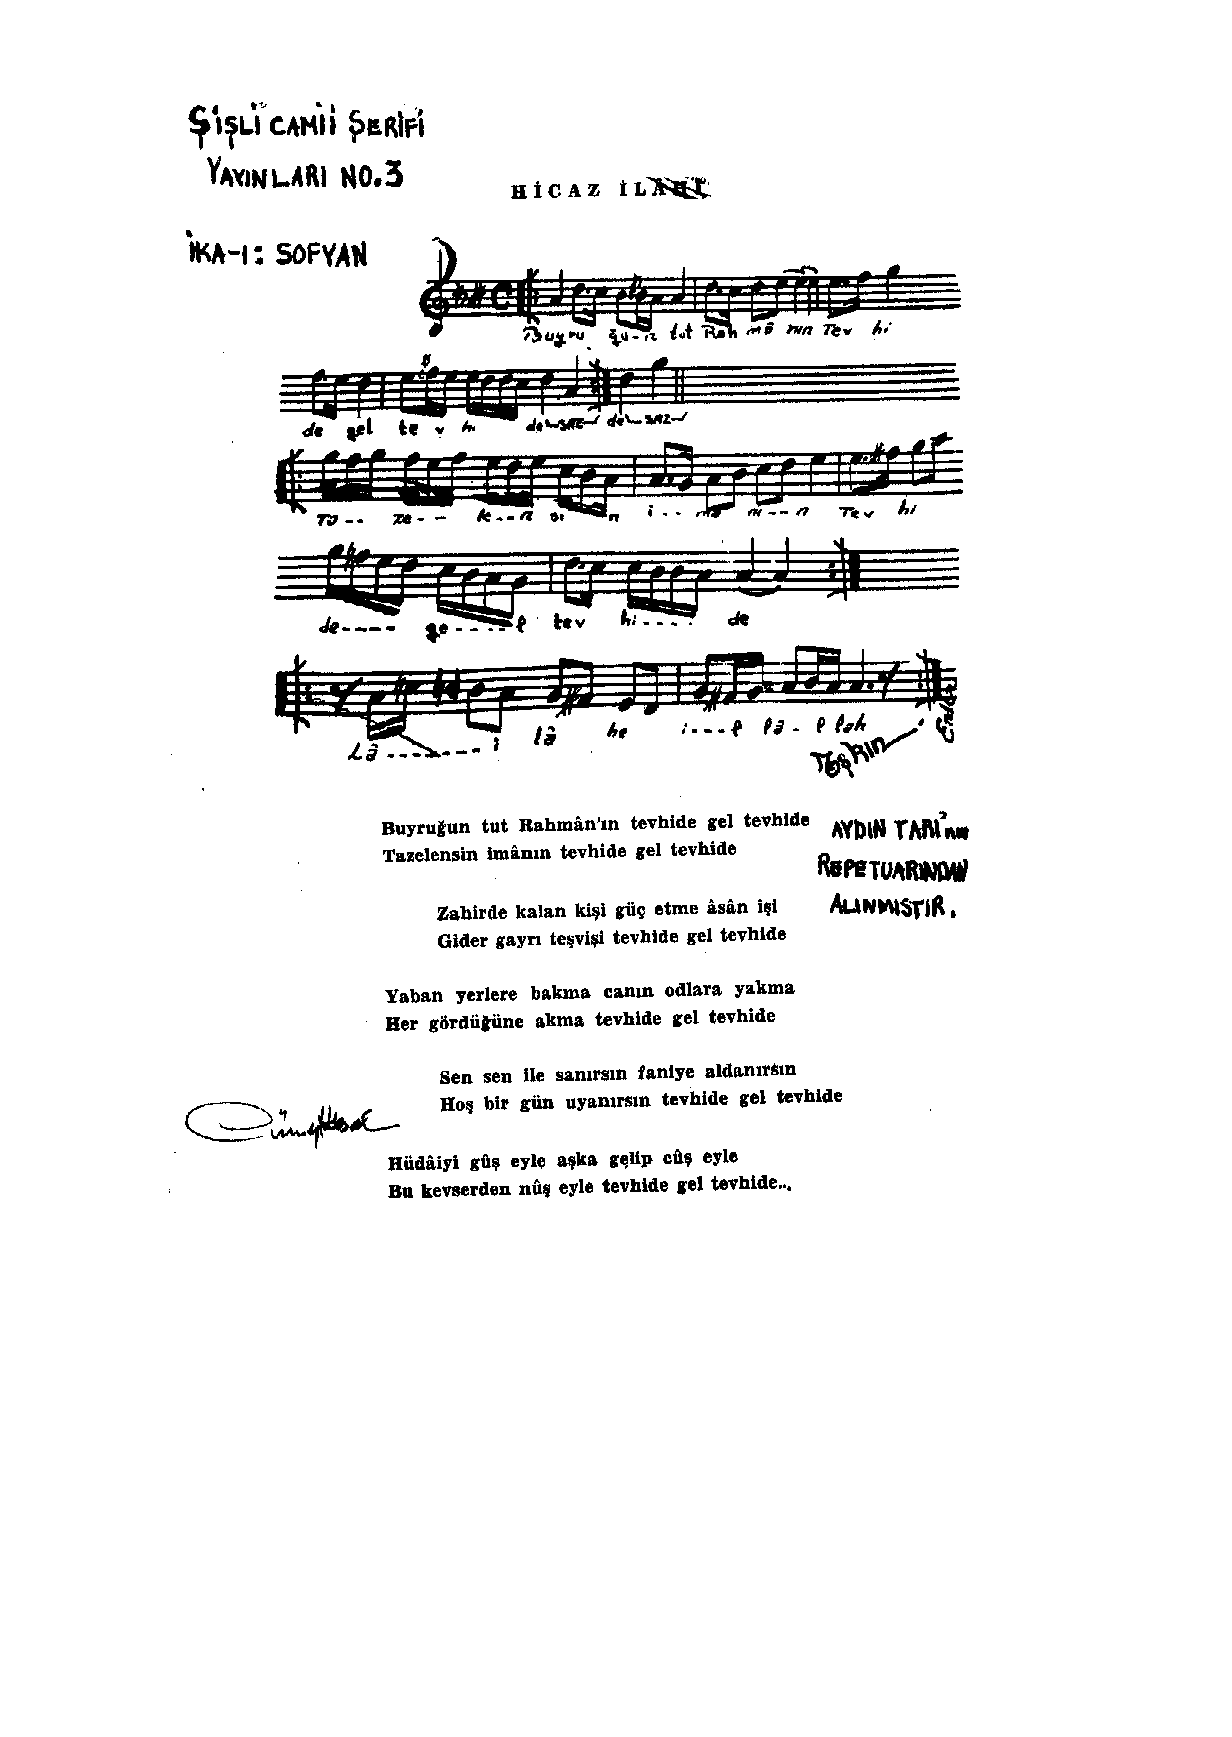 ŞİŞLİ CAMİİ ŞERİFİ
YAYINLARI NO.3
HİCAZ İLÂHİ
İKA-I: SOFYAN
Buyru ğu-n tut Rah mâ nın Tev hi
de gel te v hi de SAZ de SAZ
Ta-- ze-- le--n si n i-- mâ nı--n Tev hi
de---- ge----l tev hi---- de
Lâ------- i lâ he i---l lâ-l lah
AYDIN TARI'nın
REPETUARINDAN
ALINMIŞTIR.
Buyruğun tut Rahmân'ın tevhide gel tevhide
Tazelensin imânın tevhide gel tevhide
Zahirde kalan kişi güç etme âsân işi
Gider gayrı teşvişi tevhide gel tevhide
Yaban yerlere bakma canın odlara yakma
Her gördüğüne akma tevhide gel tevhide
Sen sen ile sanırsın faniye aldanırsın
Hoş bir gün uyanırsın tevhide gel tevhide
Hüdâiyi gûş eyle aşka gelip cûş eyle
Bu kevserden nûş eyle tevhide gel tevhide..